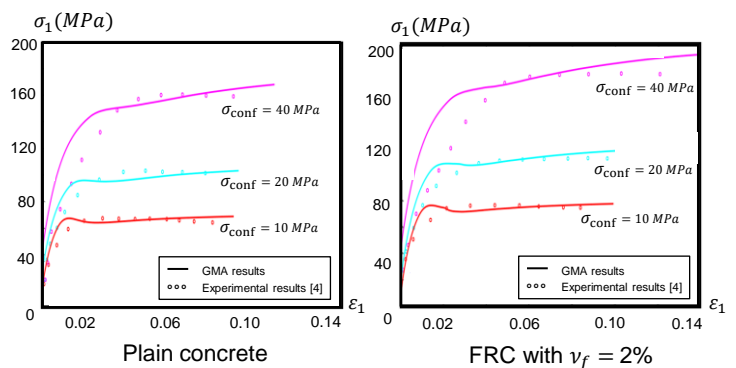 σ₁(MPa)
200
160
120
80
40
0
0.02
0.06
0.10
0.14
ε₁
σconf = 40 MPa
σconf = 20 MPa
σconf = 10 MPa
GMA results
Experimental results [4]
Plain concrete
σ₁(MPa)
200
160
120
80
40
0
0.02
0.06
0.10
0.14
ε₁
σconf = 40 MPa
σconf = 20 MPa
σconf = 10 MPa
GMA results
Experimental results [4]
FRC with νf = 2%